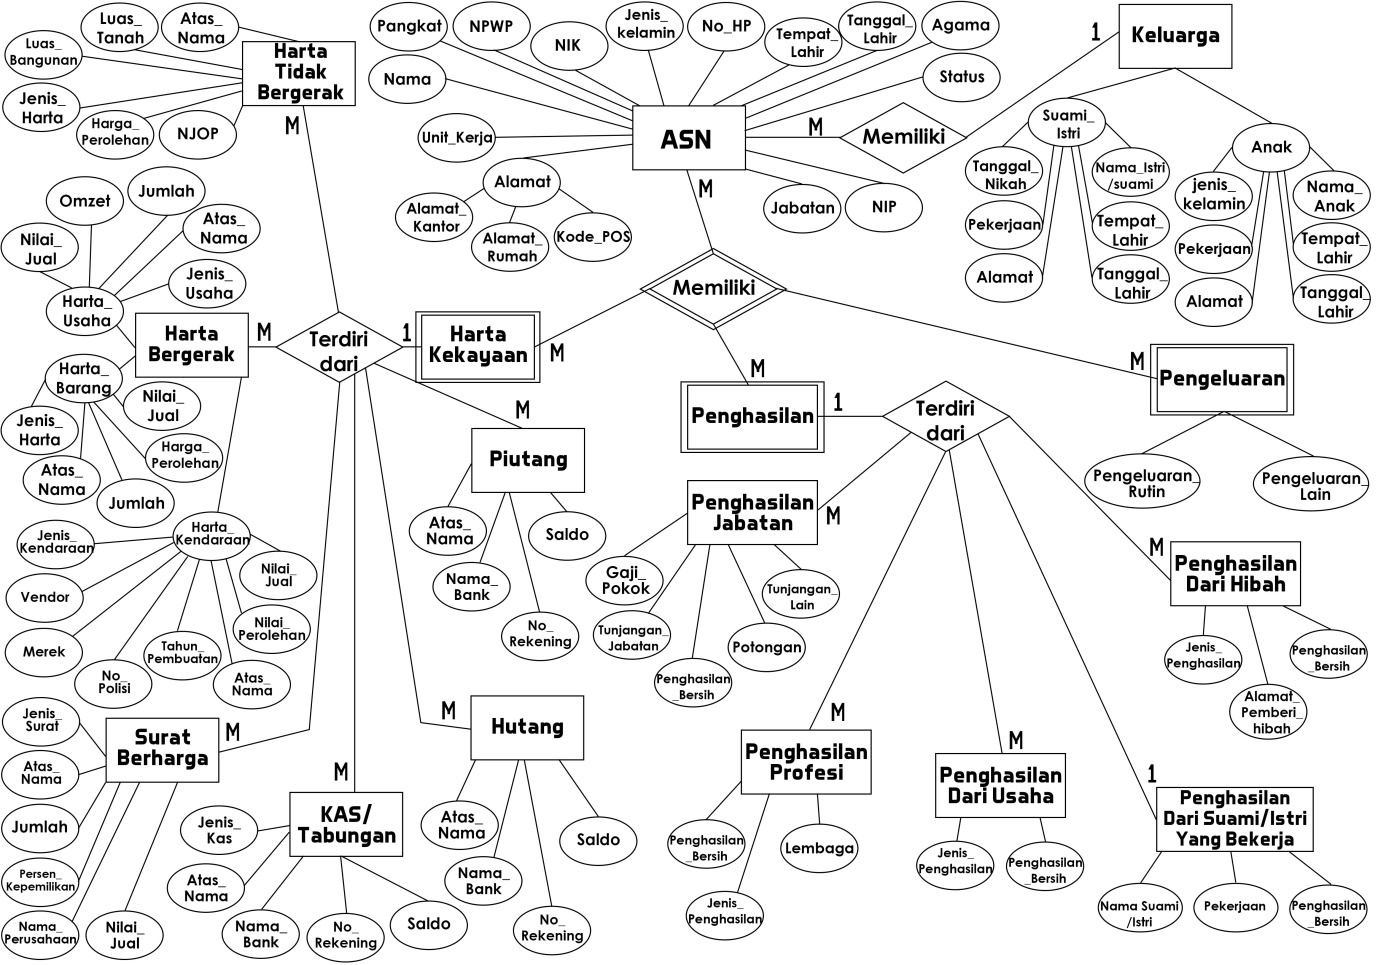 Luas_
Tanah
Atas_
Nama
Luas_
Bangunan
Harta
Tidak
Bergerak
Jenis_
Harta
Harga_
Perolehan
NJOP
M
Pangkat
NPWP
NIK
Jenis_
kelamin
No_HP
Tempat_
Lahir
Tanggal_
Lahir
Agama
Nama
Status
Unit_Kerja
ASN
M
Memiliki
1
Keluarga
Alamat
Alamat_
Kantor
Alamat_
Rumah
Kode_POS
M
Jabatan
NIP
Suami_
Istri
Tanggal_
Nikah
Nama_Istri
/suami
Pekerjaan
Tempat_
Lahir
Alamat
Tanggal_
Lahir
Anak
jenis_
kelamin
Nama_
Anak
Pekerjaan
Tempat_
Lahir
Alamat
Tanggal_
Lahir
Omzet
Jumlah
Nilai_
Jual
Atas_
Nama
Jenis_
Usaha
Harta_
Usaha
Harta
Bergerak
M
Terdiri
dari
1
Harta
Kekayaan
M
Memiliki
M
Penghasilan
1
Terdiri
dari
M
Pengeluaran
Pengeluaran_
Rutin
Pengeluaran_
Lain
Harta_
Barang
Nilai_
Jual
Jenis_
Harta
Harga_
Perolehan
Atas_
Nama
Jumlah
Harta_
Kendaraan
Jenis_
Kendaraan
Nilai_
Jual
Vendor
Nilai_
Perolehan
Merek
Tahun_
Pembuatan
No_
Polisi
Atas_
Nama
M
Piutang
Atas_
Nama
Saldo
Nama_
Bank
No_
Rekening
Penghasilan
Jabatan
M
Gaji_
Pokok
Tunjangan_
Lain
Tunjangan_
Jabatan
Potongan
Penghasilan
_Bersih
M
Penghasilan
Dari Hibah
Jenis_
Penghasilan
Penghasilan
_Bersih
Alamat_
Pemberi_
hibah
Jenis_
Surat
Surat
Berharga
M
Atas_
Nama
Jumlah
Persen_
Kepemilikan
Nama_
Perusahaan
Nilai_
Jual
M
KAS/
Tabungan
Jenis_
Kas
Atas_
Nama
Nama_
Bank
No_
Rekening
Saldo
M
Hutang
Atas_
Nama
Saldo
Nama_
Bank
No_
Rekening
M
Penghasilan
Profesi
Penghasilan
_Bersih
Lembaga
Jenis_
Penghasilan
M
Penghasilan
Dari Usaha
Jenis_
Penghasilan
Penghasilan
_Bersih
1
Penghasilan
Dari Suami/Istri
Yang Bekerja
Nama Suami
/Istri
Pekerjaan
Penghasilan
_Bersih